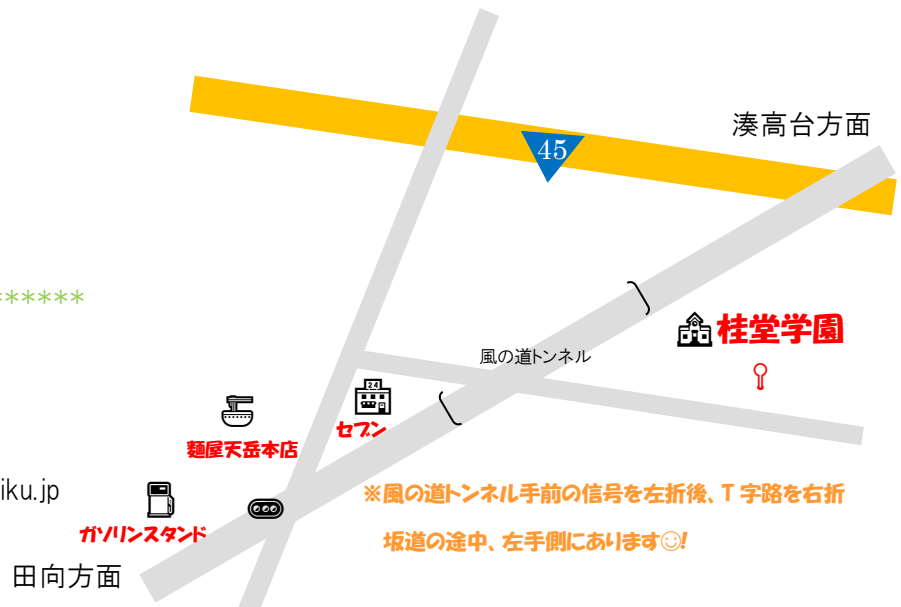 湊高台方面
45
******
桂堂学園
風の道トンネル
24
セブン
麵屋天岳本店
iku.jp
※風の道トンネル手前の信号を左折後、T字路を右折
坂道の途中、左手側にあります☺!
ガソリンスタンド
田向方面